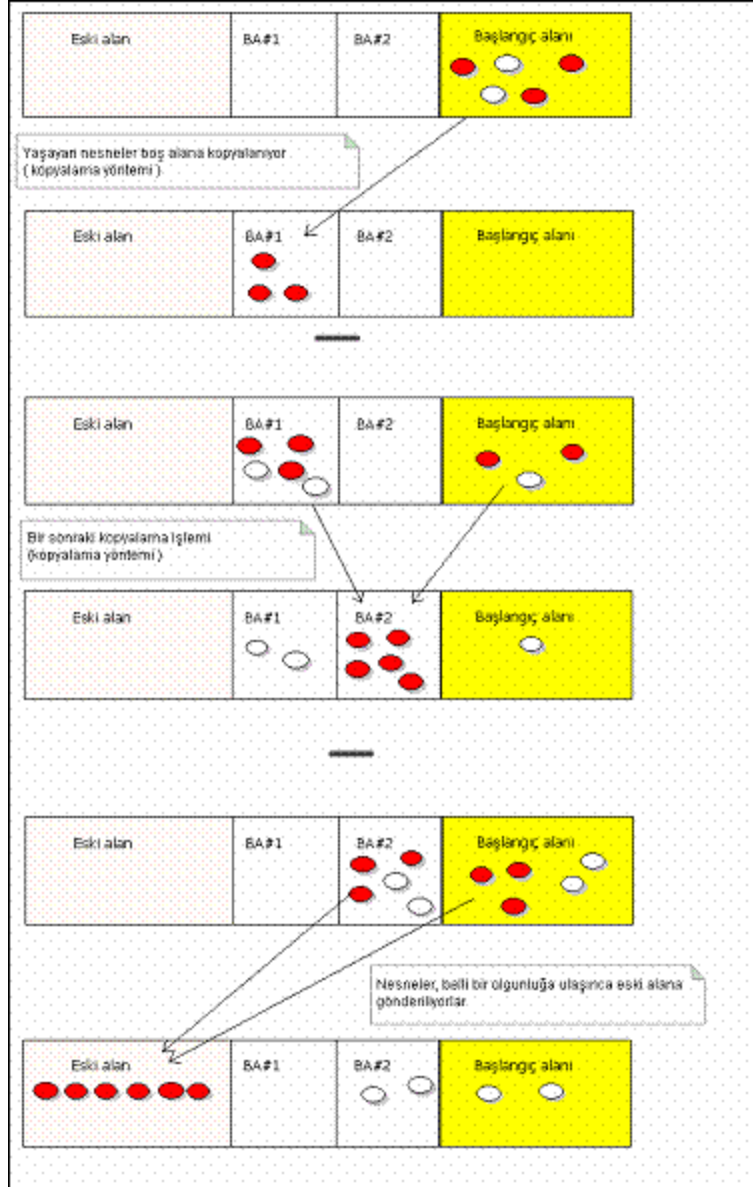 Eski alan BA#1 BA#2 Başlangıç alanı
Yaşayan nesneler boş alana kopyalanıyor
( kopyalama yöntemi )
Eski alan BA#1 BA#2 Başlangıç alanı
Eski alan BA#1 BA#2 Başlangıç alanı
Bir sonraki kopyalama işlemi
(kopyalama yöntemi )
Eski alan BA#1 BA#2 Başlangıç alanı
Eski alan BA#1 BA#2 Başlangıç alanı
Nesneler, belli bir olgunluğa ulaşınca eski alana
gönderiliyorlar
Eski alan BA#1 BA#2 Başlangıç alanı